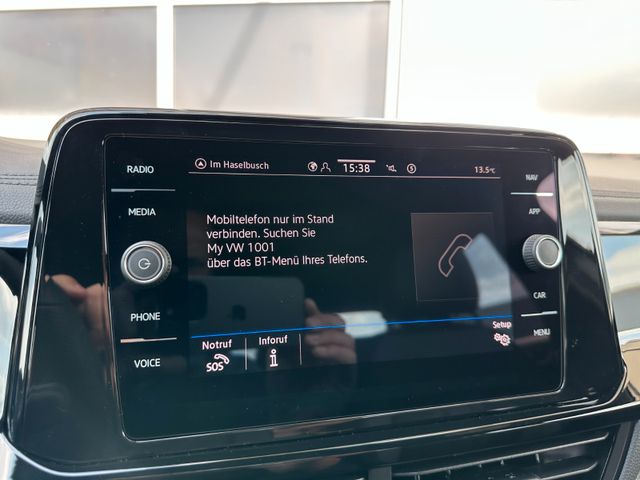 RADIO
MEDIA
PHONE
VOICE
Im Haselbusch
15:38
13.5°C
Mobiltelefon nur im Stand
verbinden. Suchen Sie
My VW 1001
über das BT-Menü Ihres Telefons.
Notruf
SOS
Inforuf
i
Setup
NAV
APP
CAR
MENU